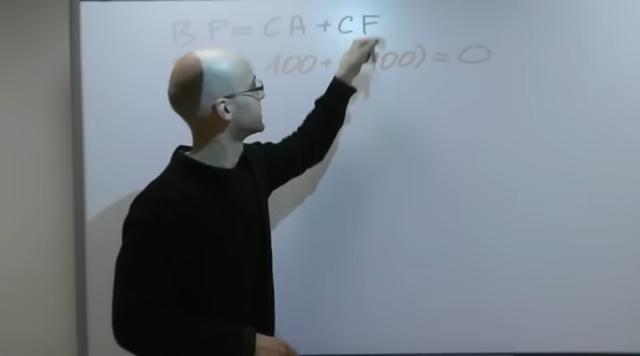 BP = CA + CF
100 + 100) = 0